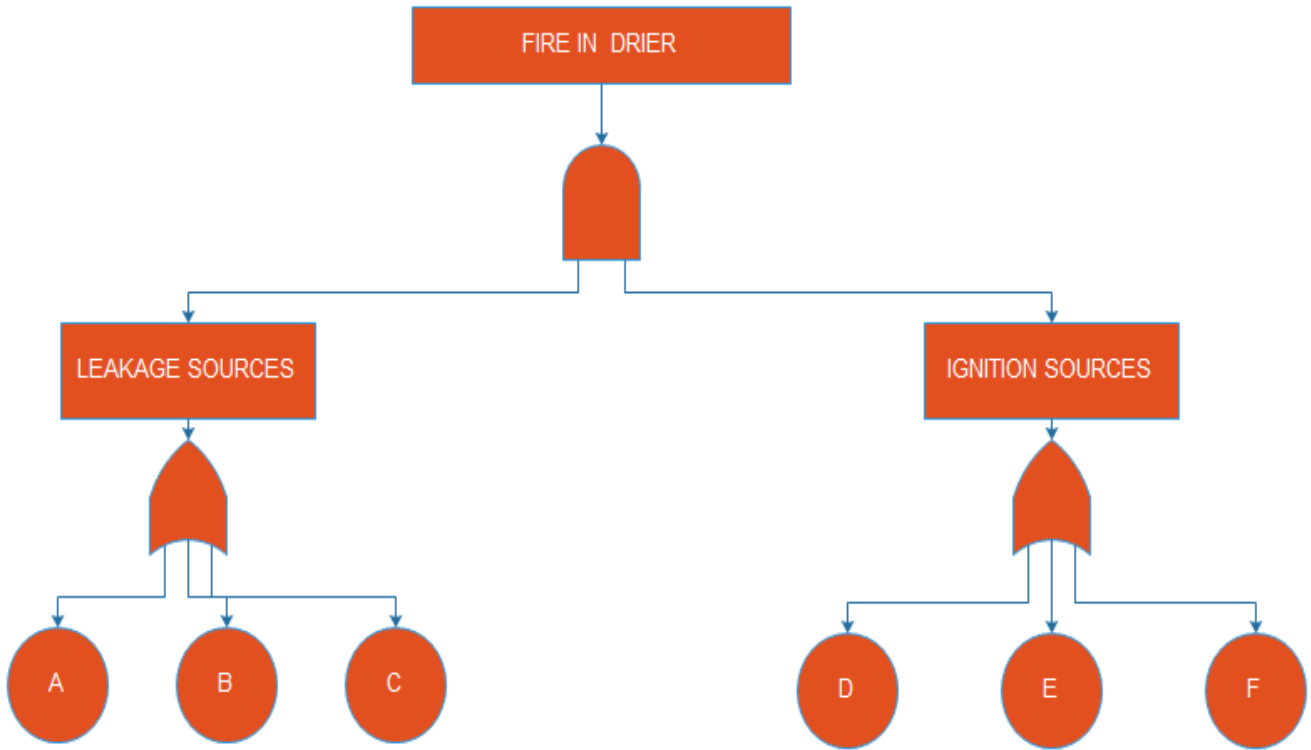 FIRE IN DRIER
LEAKAGE SOURCES
IGNITION SOURCES
A
B
C
D
E
F